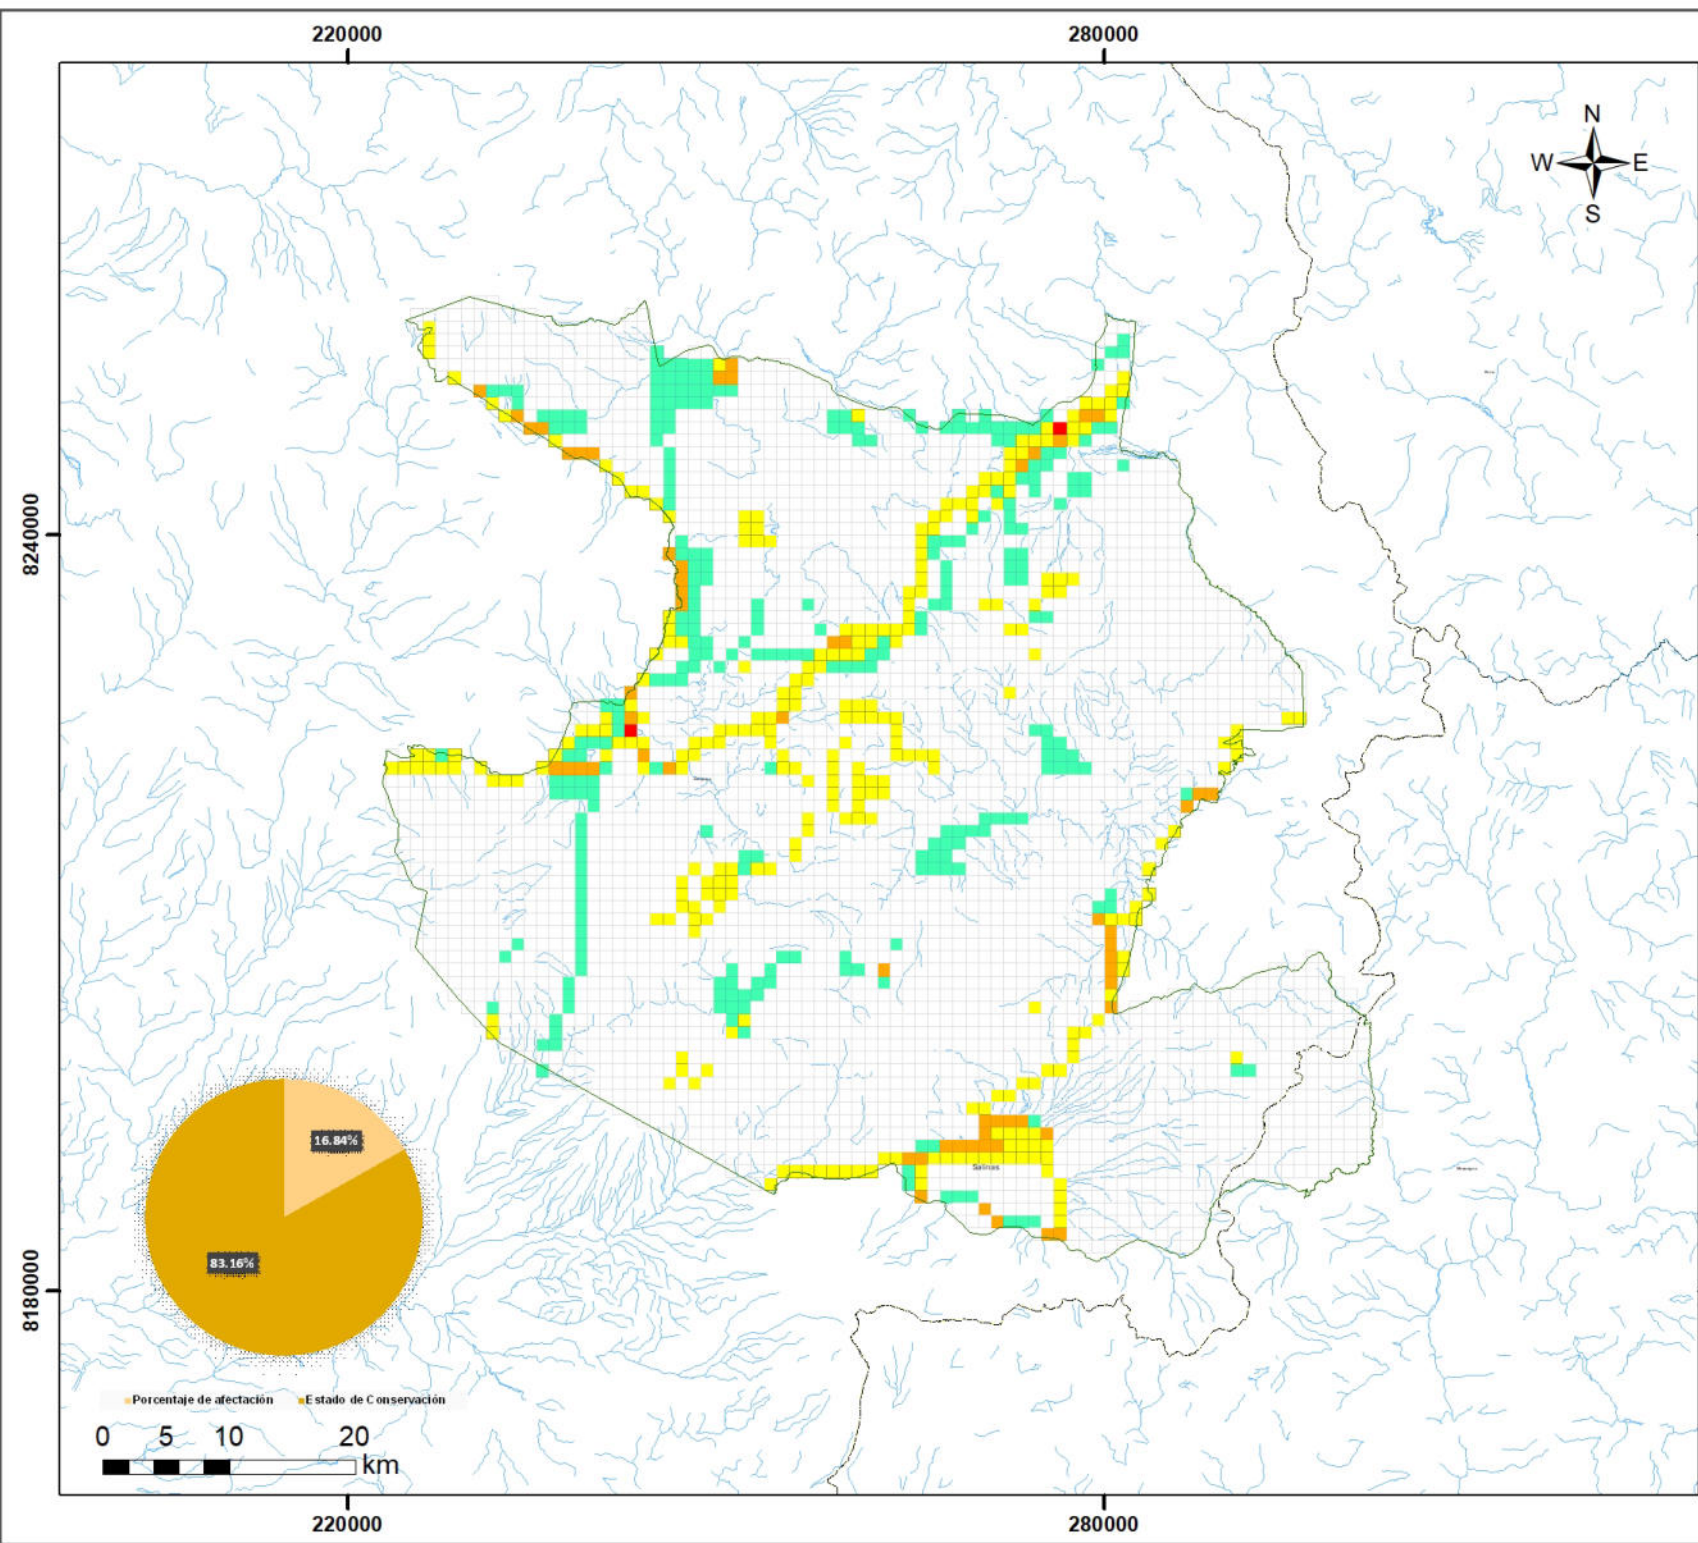 220000 280000
N
W E
S
8240000
8180000
Salinas
16.84%
83.16%
Porcentaje de afectación Estado de Conservación
0 5 10 20
km
220000 280000